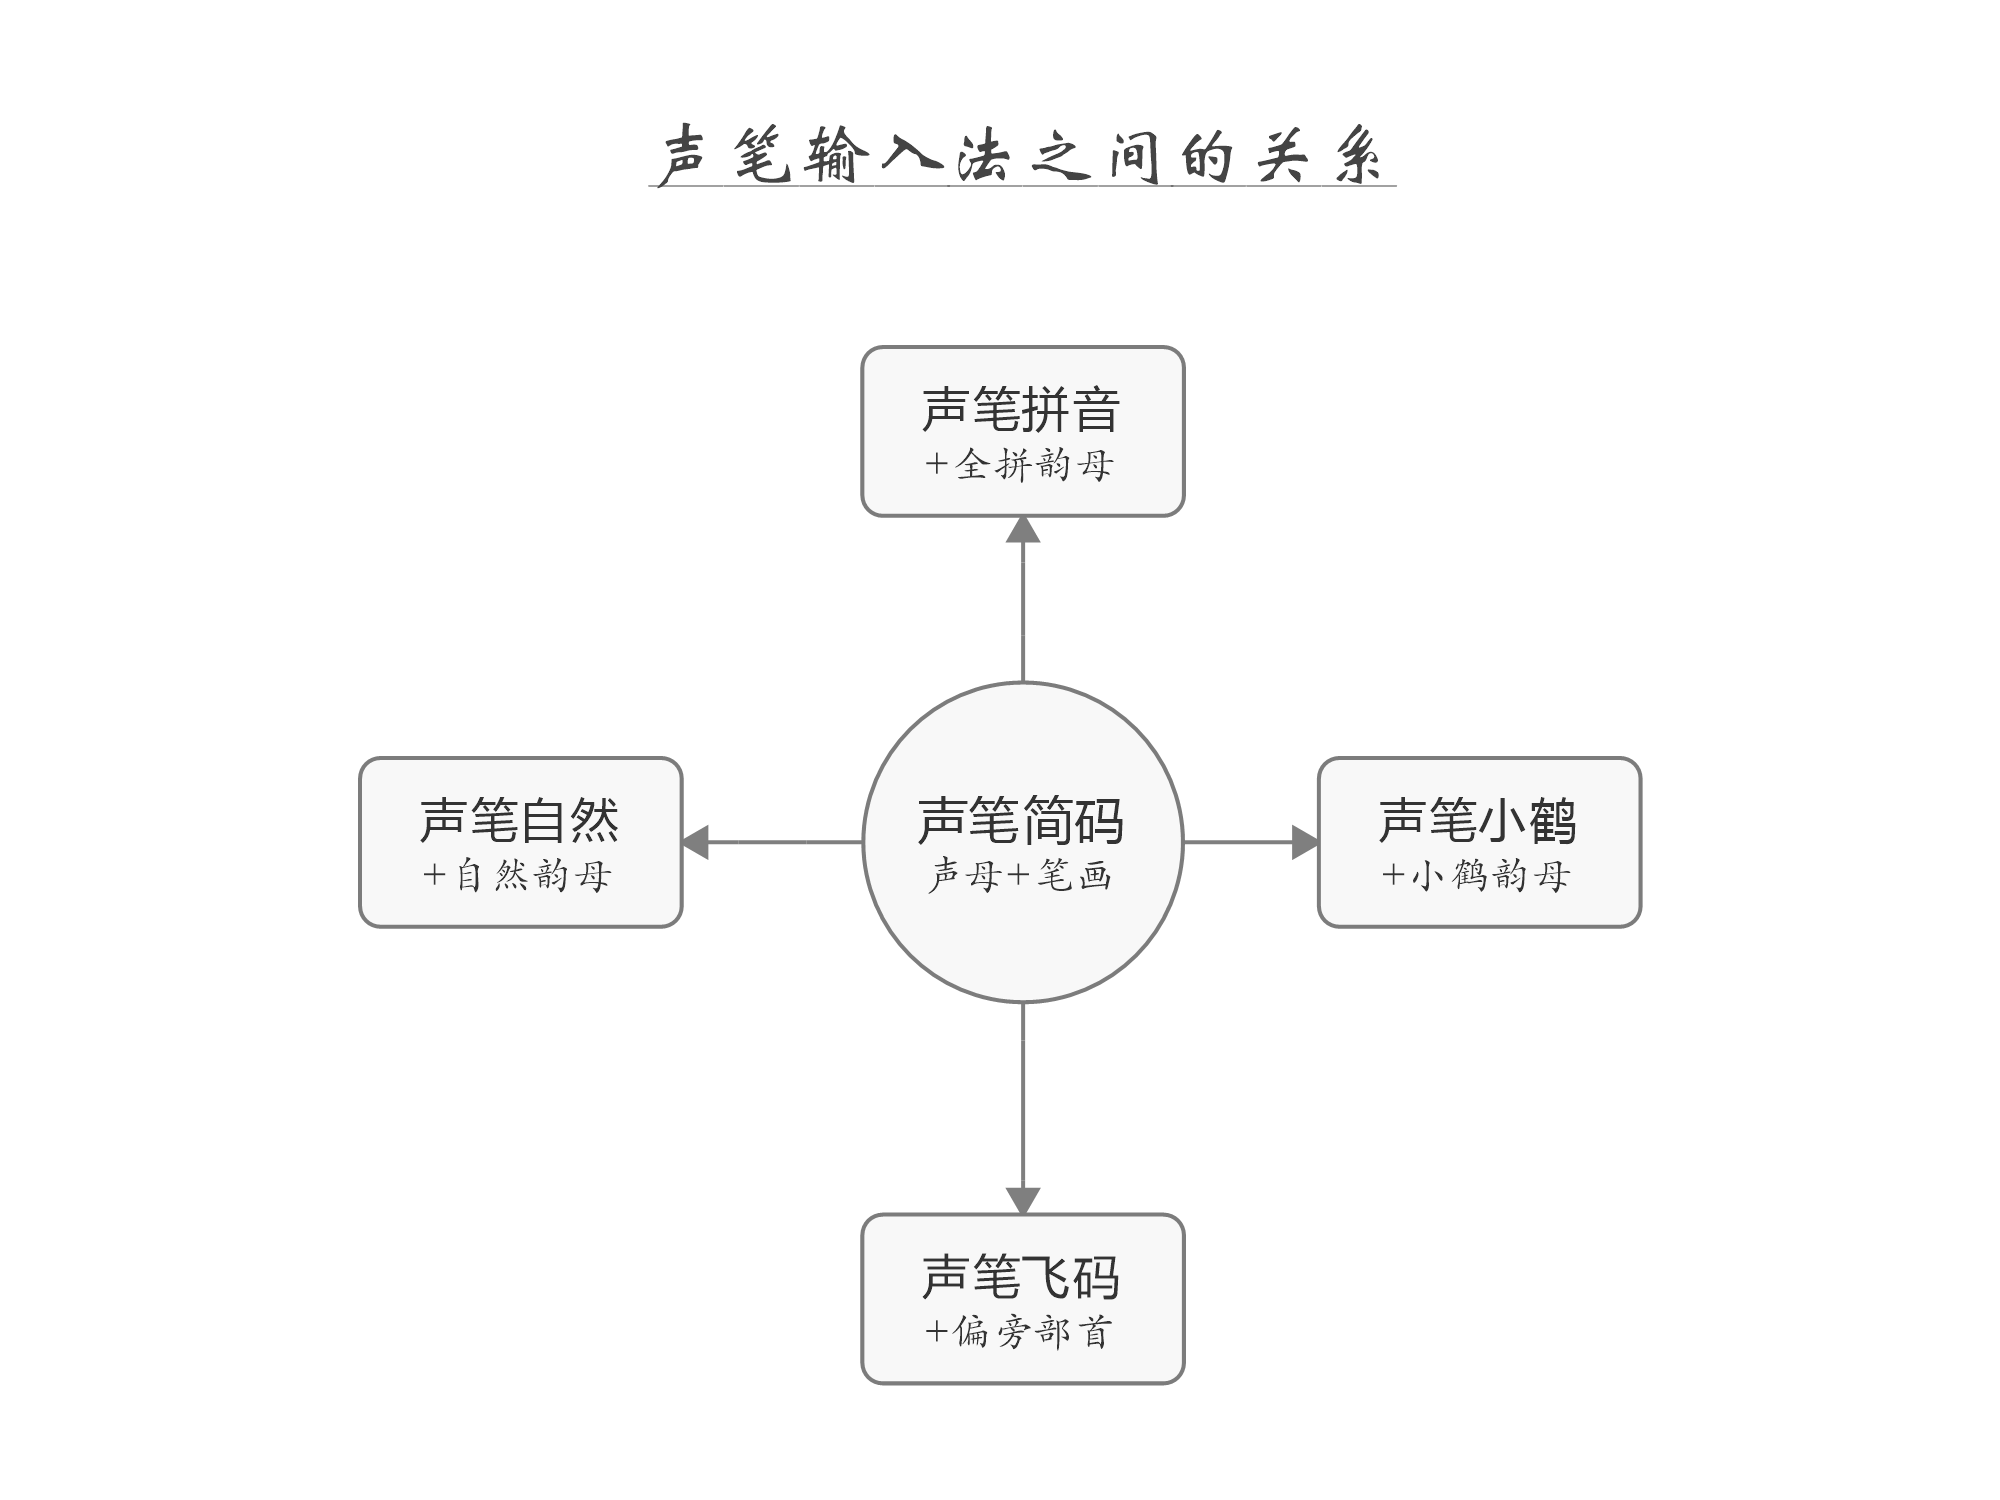 声笔输入法之间的关系
声笔拼音
+全拼韵母
声笔自然
+自然韵母
声笔简码
声母+笔画
声笔小鹤
+小鹤韵母
声笔飞码
+偏旁部首